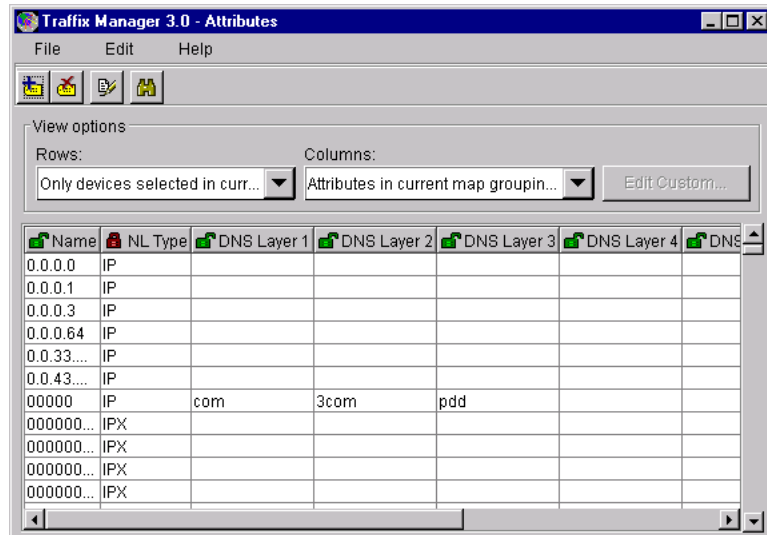 Traffix Manager 3.0 - Attributes
File Edit Help
View options
Rows: Columns:
Only devices selected in curr... Attributes in current map groupin... Edit Custom...
Name NL Type DNS Layer 1 DNS Layer 2 DNS Layer 3 DNS Layer 4 DNS
0.0.0.0 IP
0.0.0.1 IP
0.0.0.3 IP
0.0.0.64 IP
0.0.33.... IP
0.0.43.... IP
00000 IP com 3com pdd
000000... IPX
000000... IPX
000000... IPX
000000... IPX